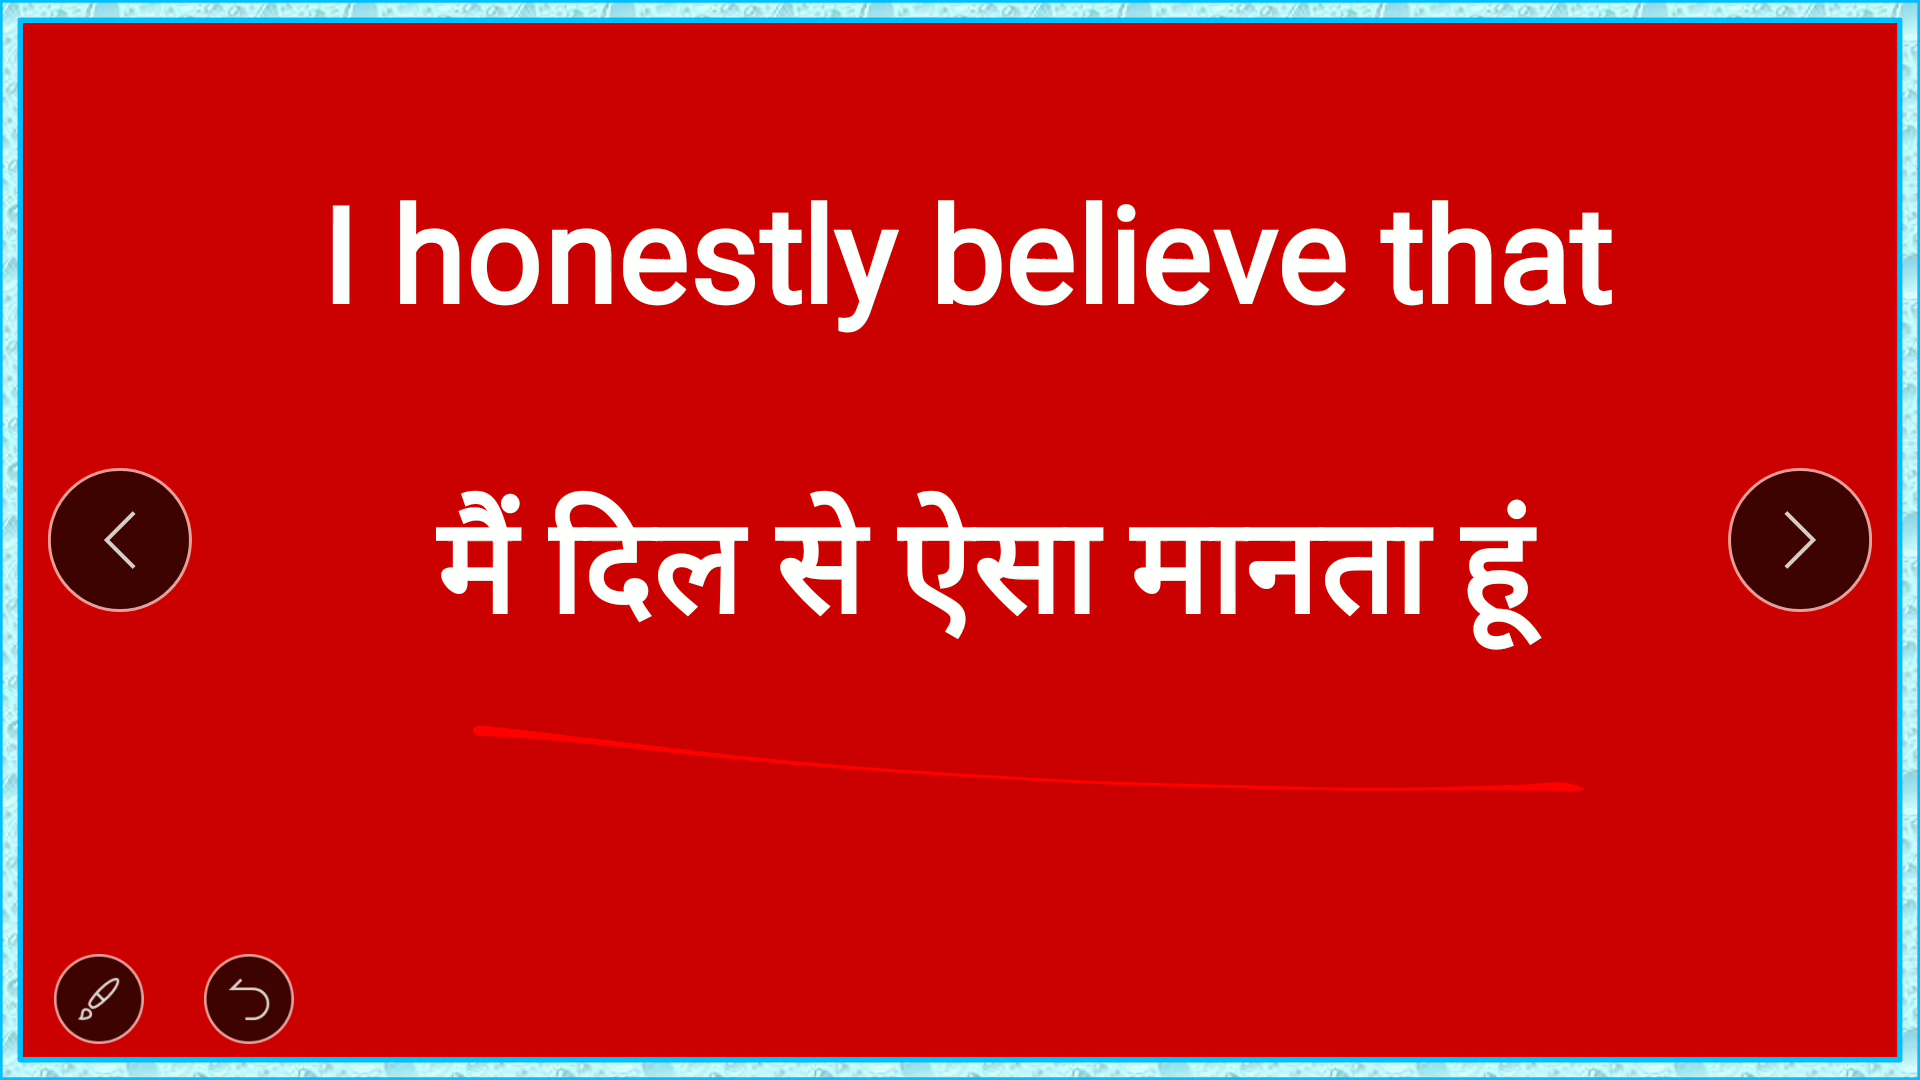 I honestly believe that
मैं दिल से ऐसा मानता हूं